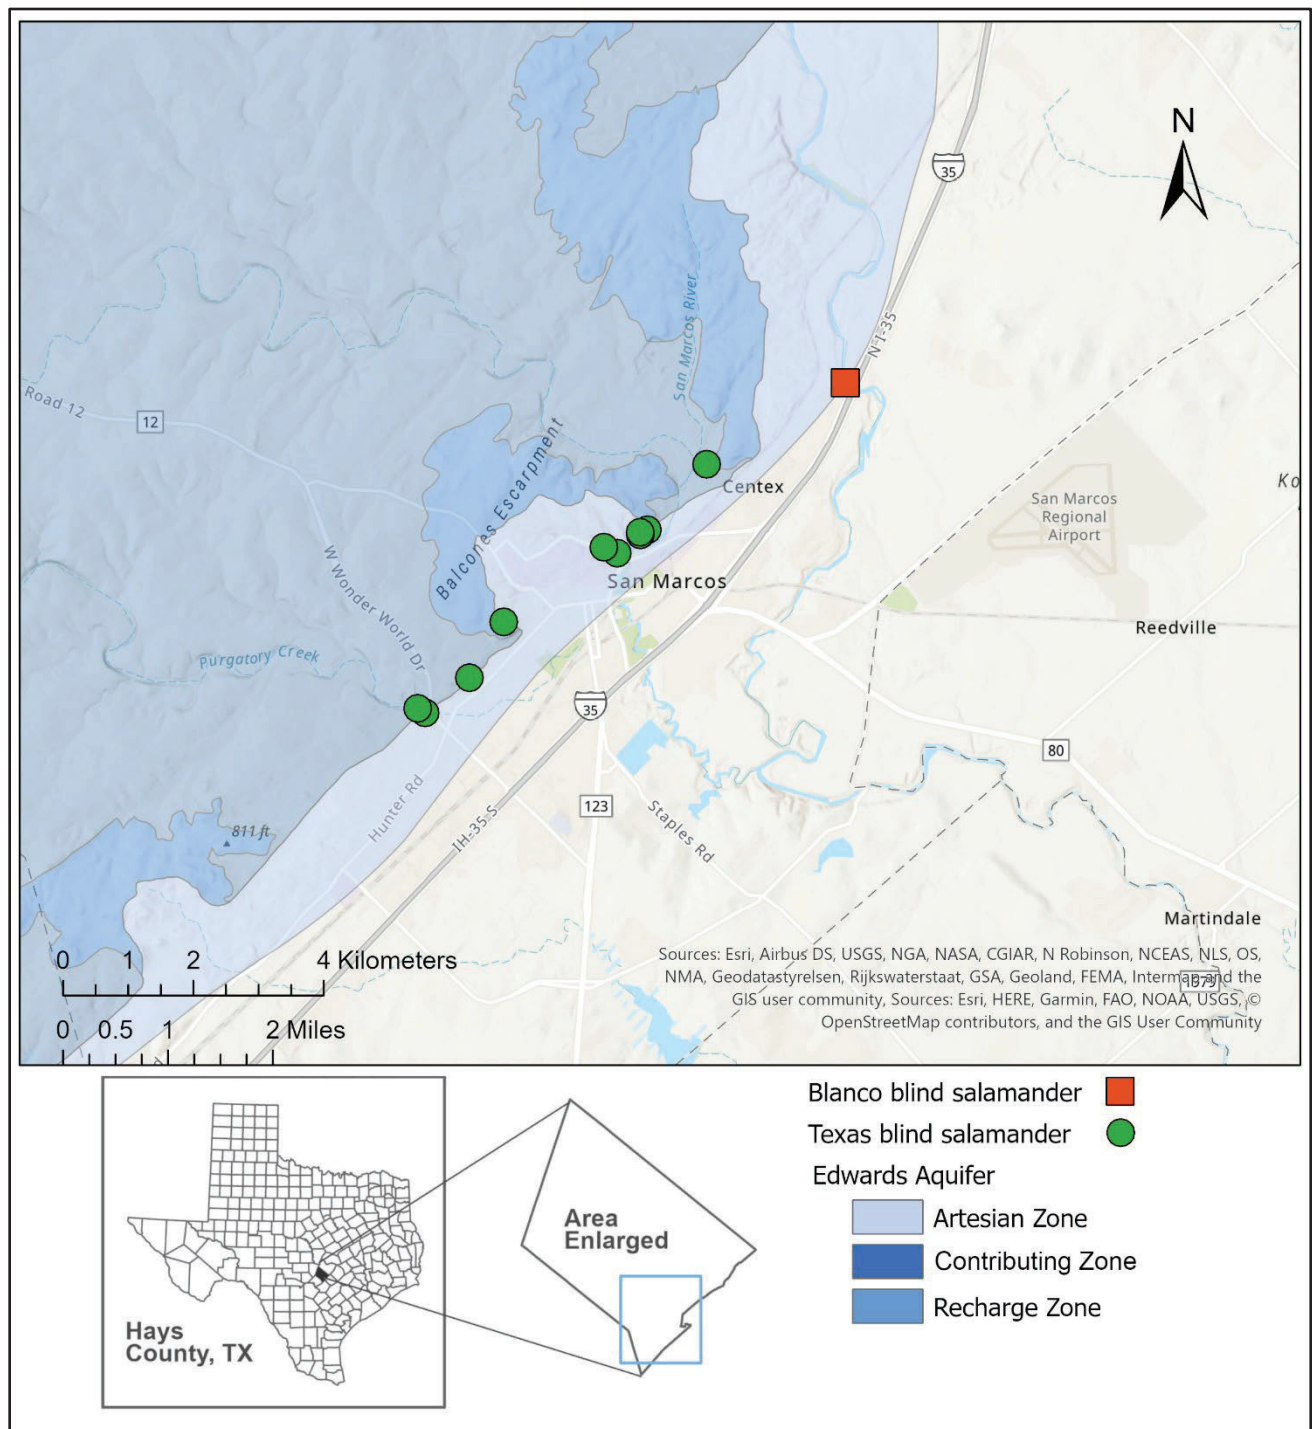 N
35
N-I-35
San Marcos River
Road 12
12
Balcones Escarpment
Centex
San Marcos
Regional
Airport
W Wonder World Dr
San Marcos
Reedville
Purgatory Creek
35
80
123
Hunter Rd
Staples Rd
IH-35-S
811 ft
Martindale
0 1 2 4 Kilometers
0 0.5 1 2 Miles
Sources: Esri, Airbus DS, USGS, NGA, NASA, CGIAR, N Robinson, NCEAS, NLS, OS,
NMA, Geodatastyrelsen, Rijkswaterstaat, GSA, Geoland, FEMA, Intermap and the
GIS user community, Sources: Esri, HERE, Garmin, FAO, NOAA, USGS, ©
OpenStreetMap contributors, and the GIS User Community
Blanco blind salamander
Texas blind salamander
Edwards Aquifer
Artesian Zone
Contributing Zone
Recharge Zone
Area
Enlarged
Hays
County, TX